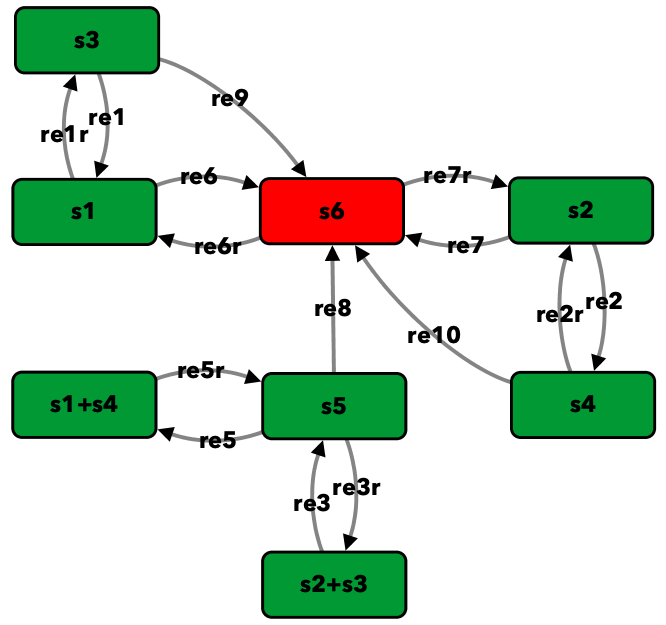 s3
re9
re1
re1r
re6
re7r
s1
s6
s2
re6r
re7
re2
re8
re2r
re10
re5r
s1+s4
s5
s4
re5
re3r
re3
s2+s3